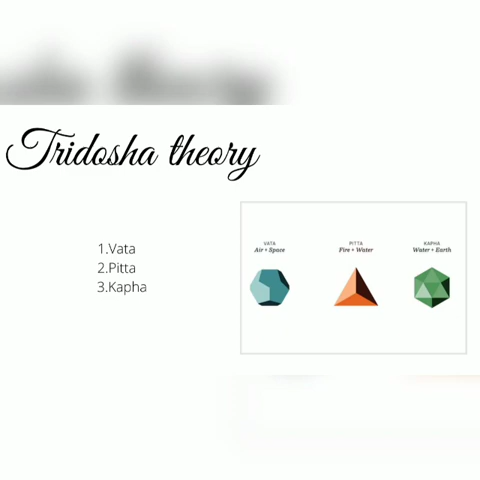 Tridosha theory
1.Vata
2.Pitta
3.Kapha
VATA
Air + Space
PITTA
Fire + Water
KAPHA
Water + Earth